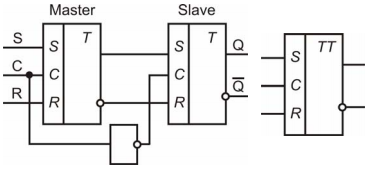 Master Slave
S S T S T Q
C C C
R R R Q̅
S TT
C
R